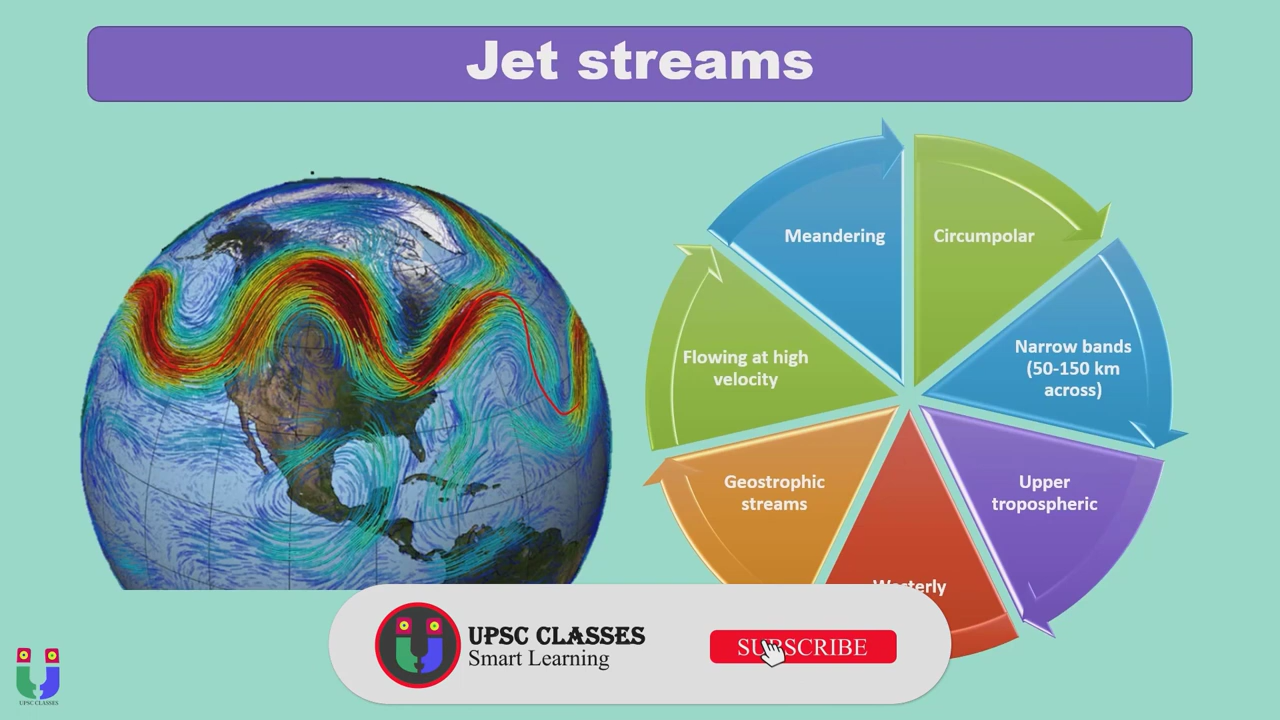 Jet streams
Meandering
Circumpolar
Narrow bands
(50-150 km
across)
Flowing at high
velocity
Upper
tropospheric
Geostrophic
streams
Westerly
UPSC CLASSES
Smart Learning
SUBSCRIBE
UPSC CLASSES